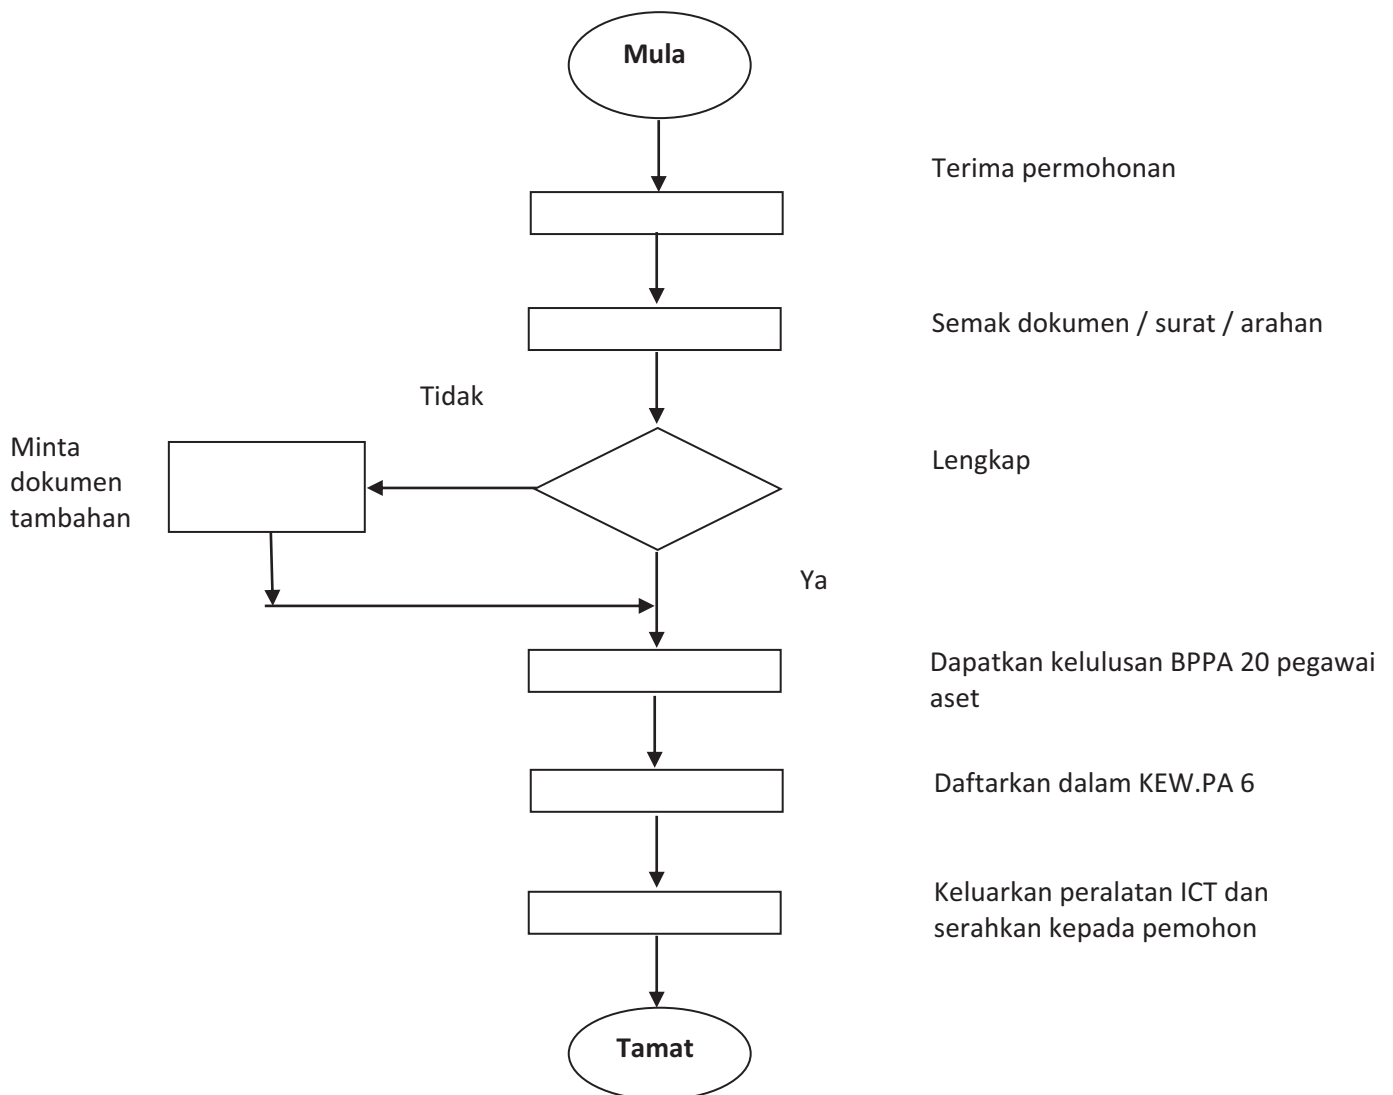 Mula
Terima permohonan
Semak dokumen / surat / arahan
Tidak
Minta
dokumen
tambahan
Lengkap
Ya
Dapatkan kelulusan BPPA 20 pegawai
aset
Daftarkan dalam KEW.PA 6
Keluarkan peralatan ICT dan
serahkan kepada pemohon
Tamat